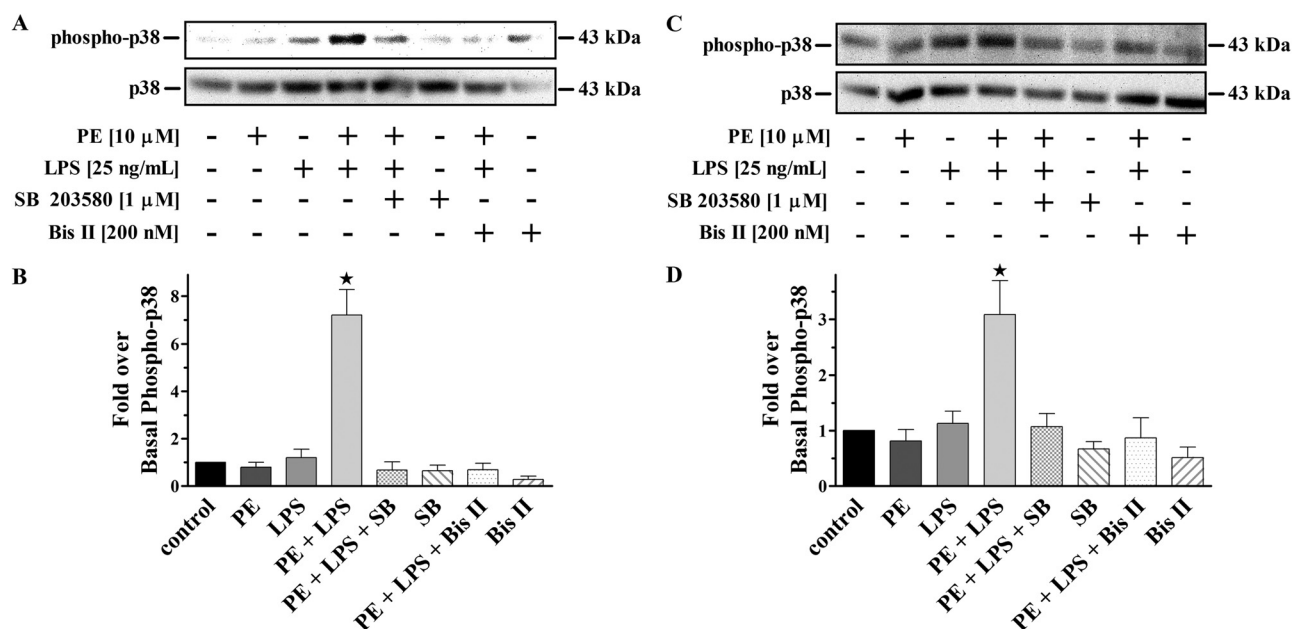 A
phospho-p38
43 kDa
p38
43 kDa
PE [10 μM] - + - + + - + -
LPS [25 ng/mL] - - + + + - + -
SB 203580 [1 μM] - - - - + + - -
Bis II [200 nM] - - - - - - + +
B
Fold over
Basal Phospho-p38
8
6
4
2
0
★
control
PE
LPS
PE + LPS
PE + LPS + SB
SB
PE + LPS + Bis II
Bis II
C
phospho-p38
43 kDa
p38
43 kDa
PE [10 μM] - + - + + - + -
LPS [25 ng/mL] - - + + + - + -
SB 203580 [1 μM] - - - - + + - -
Bis II [200 nM] - - - - - - + +
D
Fold over
Basal Phospho-p38
3
2
1
0
★
control
PE
LPS
PE + LPS
PE + LPS + SB
SB
PE + LPS + Bis II
Bis II